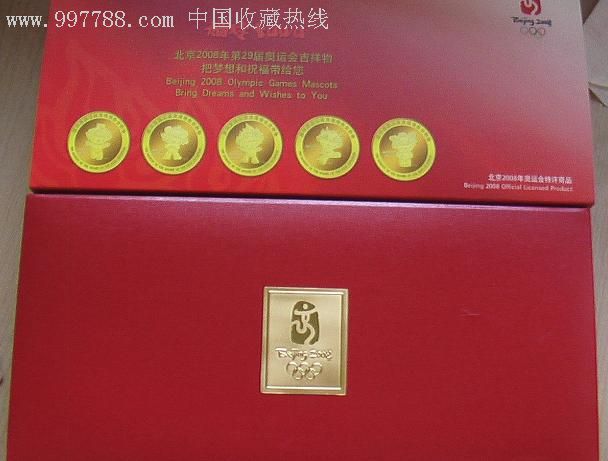 www.997788.com 中国收藏热线
Beijing 2008
北京2008年第29届奥运会吉祥物
把梦想和祝福带给您
Beijing 2008 Olympic Games Mascots
Bring Dreams and Wishes to You
北京2008年奥运会特许商品
Beijing 2008 Official Licensed Product
Beijing 2008